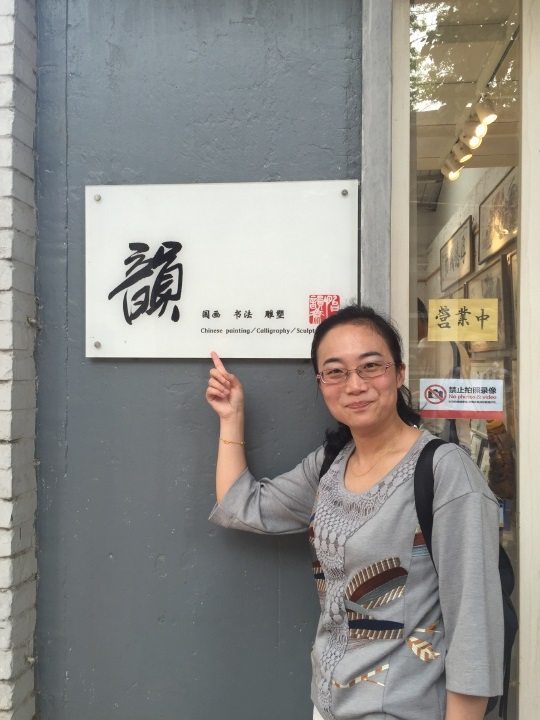 韻
国画 书法 雕塑
Chinese painting/Calligraphy/Sculpt
營業中
禁止拍照录像
No photos& video